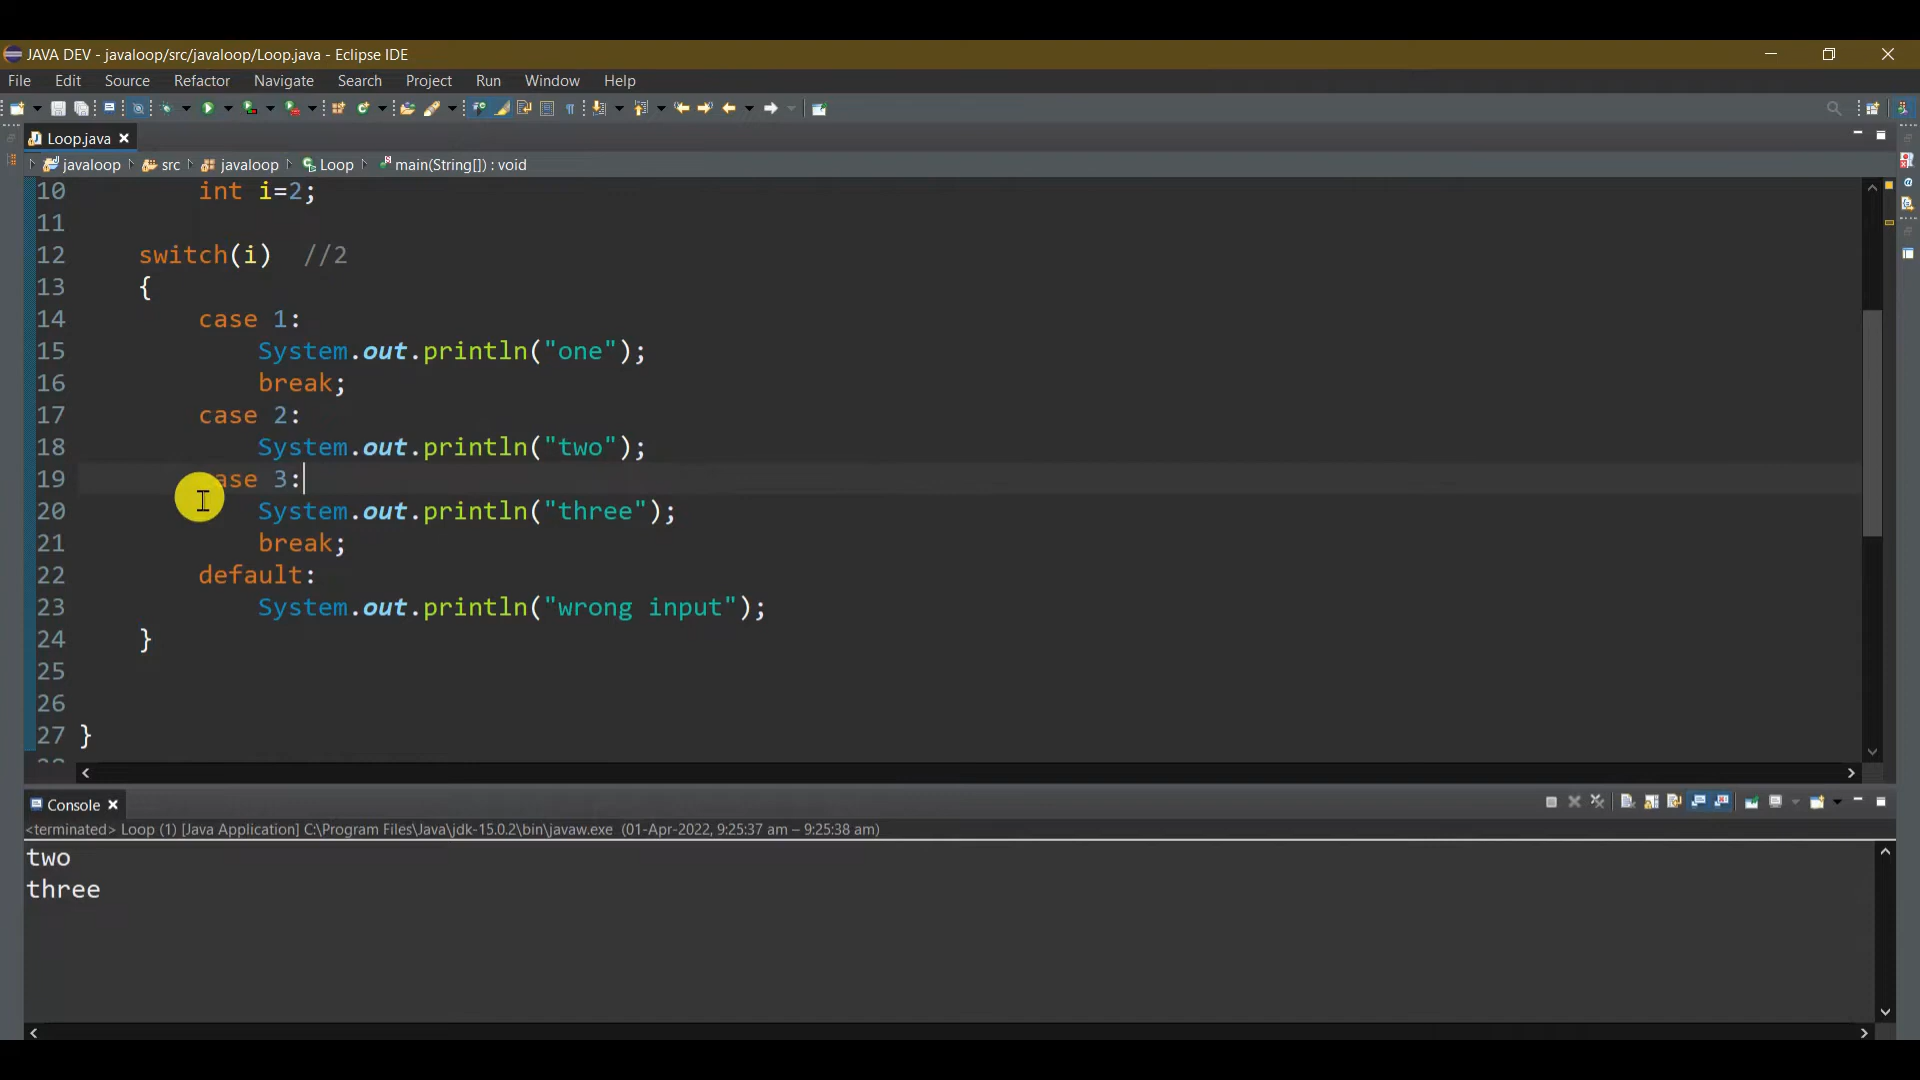 JAVA DEV - javaloop/src/javaloop/Loop.java - Eclipse IDE
File Edit Source Refactor Navigate Search Project Run Window Help
Loop.java
javaloop src javaloop Loop main(String[]) : void
10 int i=2;
11
12 switch(i) //2
13 {
14 case 1:
15 System.out.println("one");
16 break;
17 case 2:
18 System.out.println("two");
19 case 3:
20 System.out.println("three");
21 break;
22 default:
23 System.out.println("wrong input");
24 }
25
26
27 }
Console
<terminated> Loop (1) [Java Application] C:\Program Files\Java\jdk-15.0.2\bin\javaw.exe (01-Apr-2022, 9:25:37 am – 9:25:38 am)
two
three